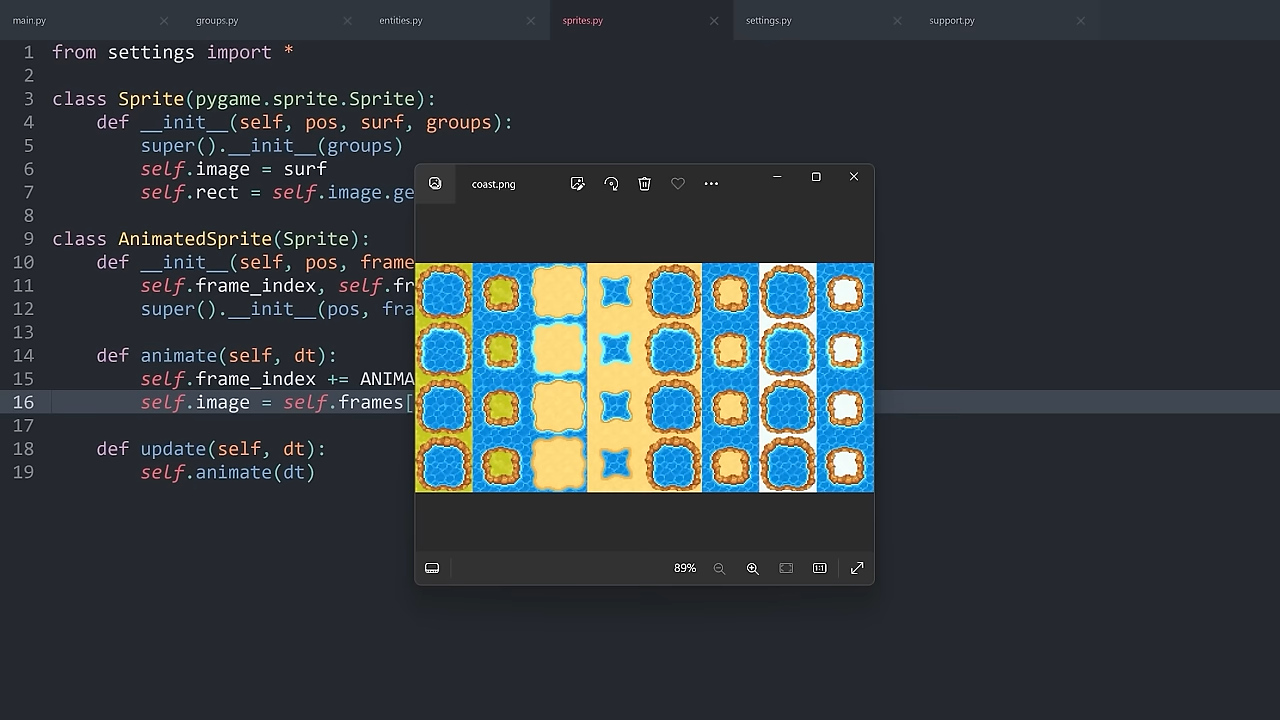 main.py groups.py entities.py sprites.py settings.py support.py
1 from settings import *
2
3 class Sprite(pygame.sprite.Sprite):
4 def __init__(self, pos, surf, groups):
5 super().__init__(groups)
6 self.image = surf
7 self.rect = self.image.ge
8
9 class AnimatedSprite(Sprite):
10 def __init__(self, pos, frame
11 self.frame_index, self.fr
12 super().__init__(pos, fra
13
14 def animate(self, dt):
15 self.frame_index += ANIMA
16 self.image = self.frames[
17
18 def update(self, dt):
19 self.animate(dt)
coast.png
89%
1:1